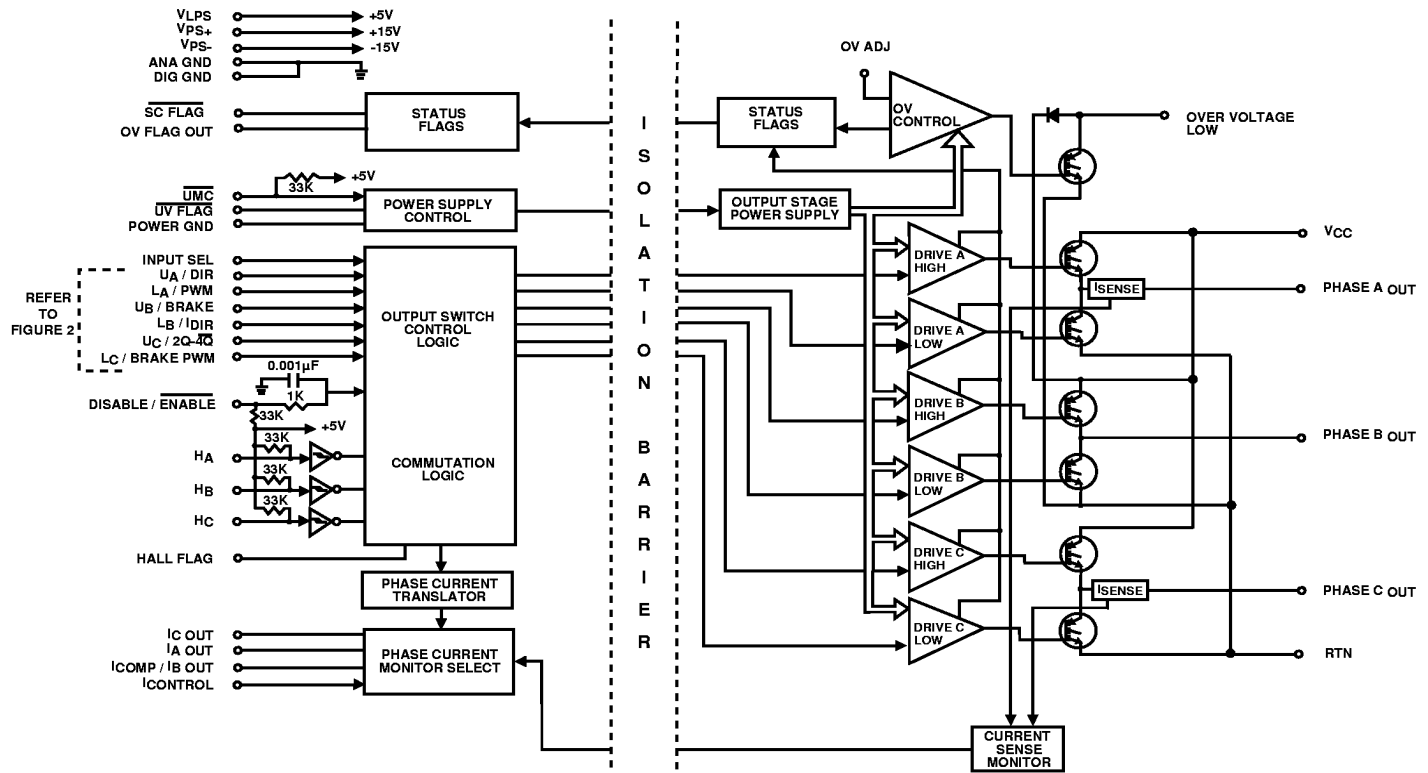 VLPS
+5V
VPS+
+15V
VPS-
-15V
ANA GND
DIG GND
SC FLAG
OV FLAG OUT
STATUS
FLAGS
33K
+5V
UMC
UV FLAG
POWER GND
POWER SUPPLY
CONTROL
INPUT SEL
UA / DIR
LA / PWM
UB / BRAKE
LB / IDIR
UC / 2Q-4Q
LC / BRAKE PWM
REFER
TO
FIGURE 2
OUTPUT SWITCH
CONTROL
LOGIC
0.001µF
1K
DISABLE / ENABLE
33K
+5V
33K
HA
33K
HB
33K
HC
COMMUTATION
LOGIC
HALL FLAG
PHASE CURRENT
TRANSLATOR
IC OUT
IA OUT
ICOMP / IB OUT
ICONTROL
PHASE CURRENT
MONITOR SELECT
ISOLATION BARRIER
OV ADJ
STATUS
FLAGS
OV
CONTROL
OVER VOLTAGE
LOW
OUTPUT STAGE
POWER SUPPLY
DRIVE A
HIGH
DRIVE A
LOW
DRIVE B
HIGH
DRIVE B
LOW
DRIVE C
HIGH
DRIVE C
LOW
VCC
ISENSE
PHASE A OUT
PHASE B OUT
ISENSE
PHASE C OUT
RTN
CURRENT
SENSE
MONITOR